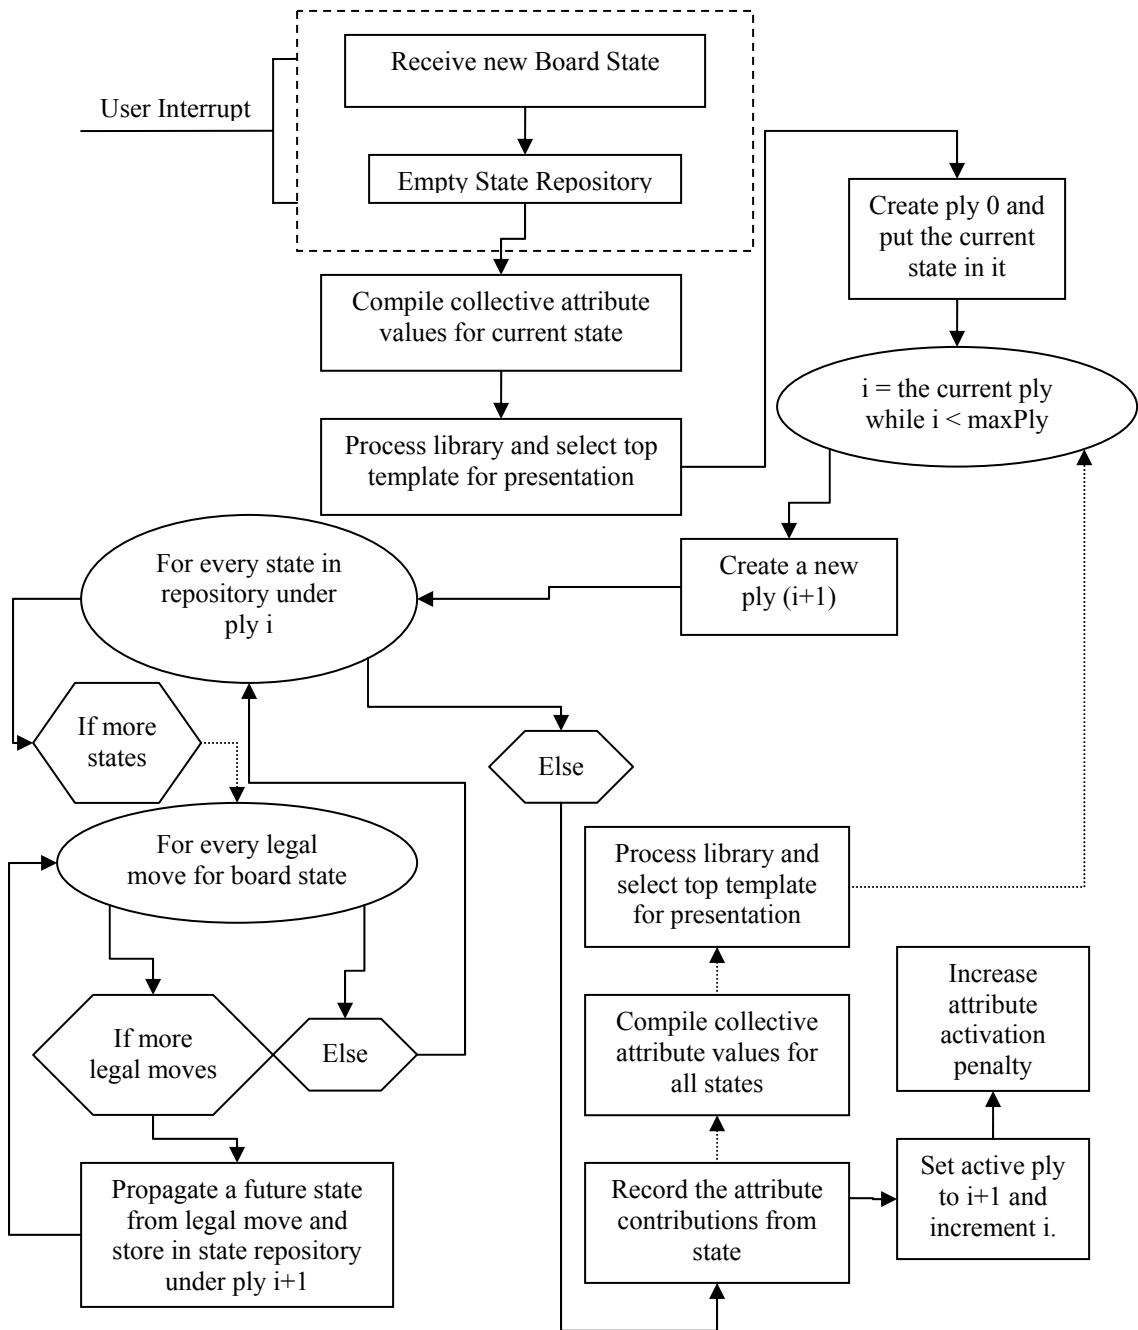 Receive new Board State
User Interrupt
Empty State Repository
Create ply 0 and
put the current
state in it
Compile collective attribute
values for current state
i = the current ply
while i < maxPly
Process library and select top
template for presentation
For every state in
repository under
ply i
Create a new
ply (i+1)
If more
states
Else
For every legal
move for board state
Process library and
select top template
for presentation
Increase
attribute
activation
penalty
If more
legal moves
Else
Compile collective
attribute values for
all states
Propagate a future state
from legal move and
store in state repository
under ply i+1
Record the attribute
contributions from
state
Set active ply
to i+1 and
increment i.